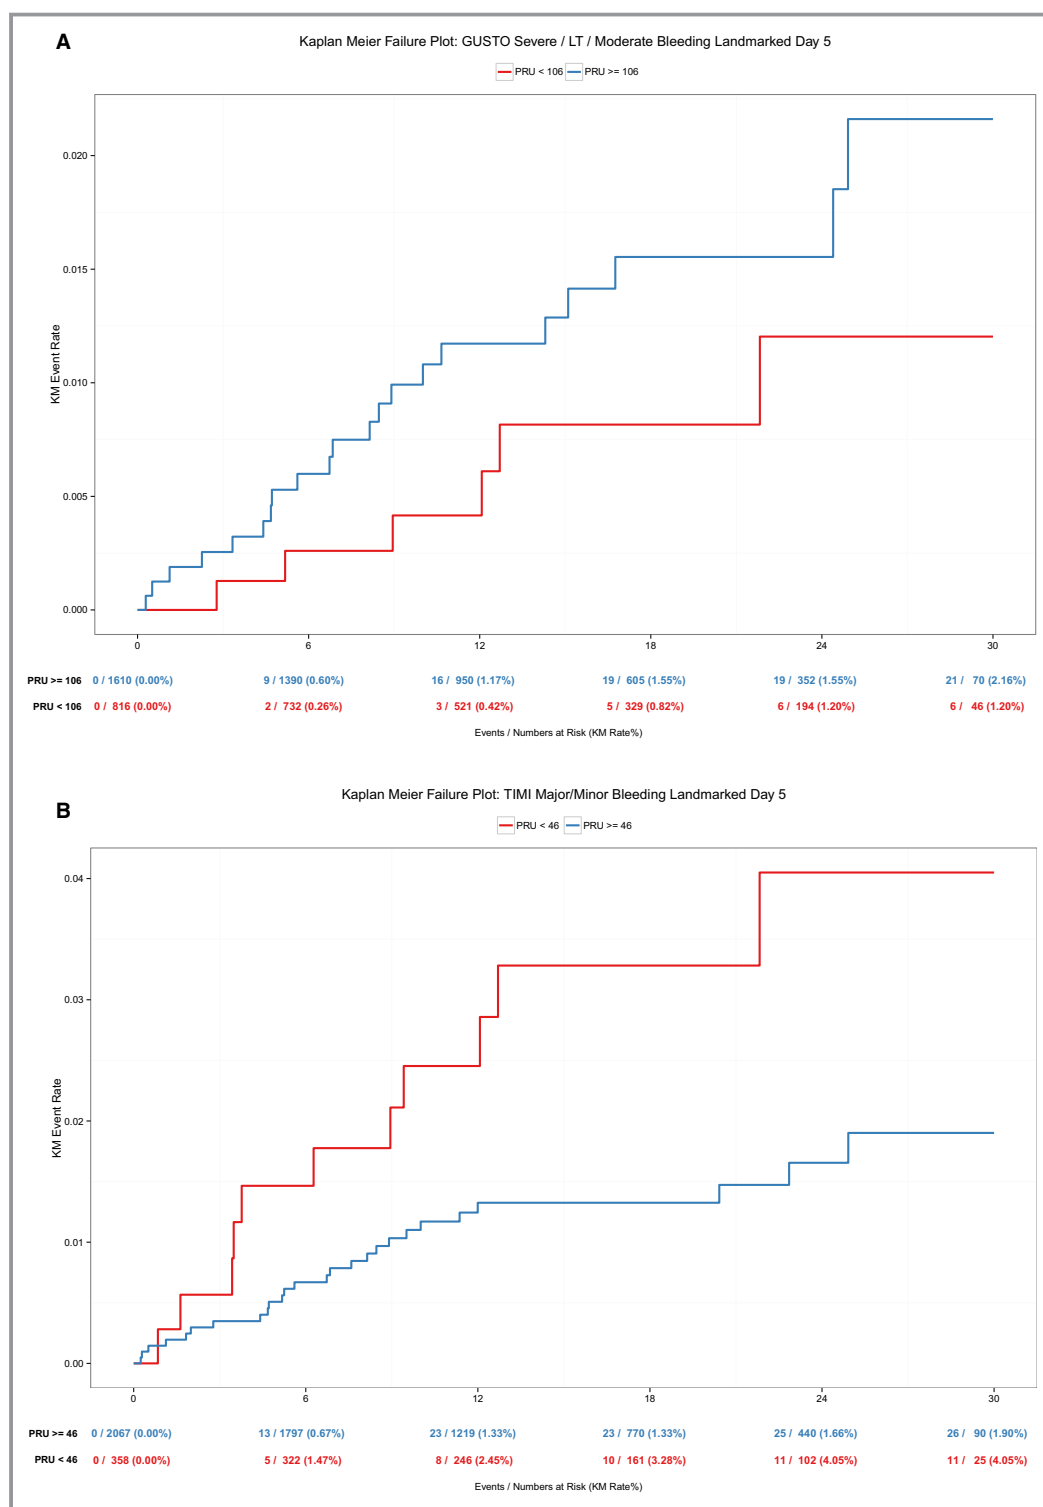 A
Kaplan Meier Failure Plot: GUSTO Severe / LT / Moderate Bleeding Landmarked Day 5
PRU < 106 PRU >= 106
0.020
0.015
0.010
0.005
0.000
KM Event Rate
0 6 12 18 24 30
PRU >= 106 0 / 1610 (0.00%) 9 / 1390 (0.60%) 16 / 950 (1.17%) 19 / 605 (1.55%) 19 / 352 (1.55%) 21 / 70 (2.16%)
PRU < 106 0 / 816 (0.00%) 2 / 732 (0.26%) 3 / 521 (0.42%) 5 / 329 (0.82%) 6 / 194 (1.20%) 6 / 46 (1.20%)
Events / Numbers at Risk (KM Rate%)
B
Kaplan Meier Failure Plot: TIMI Major/Minor Bleeding Landmarked Day 5
PRU < 46 PRU >= 46
0.04
0.03
0.02
0.01
0.00
KM Event Rate
0 6 12 18 24 30
PRU >= 46 0 / 2067 (0.00%) 13 / 1797 (0.67%) 23 / 1219 (1.33%) 23 / 770 (1.33%) 25 / 440 (1.66%) 26 / 90 (1.90%)
PRU < 46 0 / 358 (0.00%) 5 / 322 (1.47%) 8 / 246 (2.45%) 10 / 161 (3.28%) 11 / 102 (4.05%) 11 / 25 (4.05%)
Events / Numbers at Risk (KM Rate%)